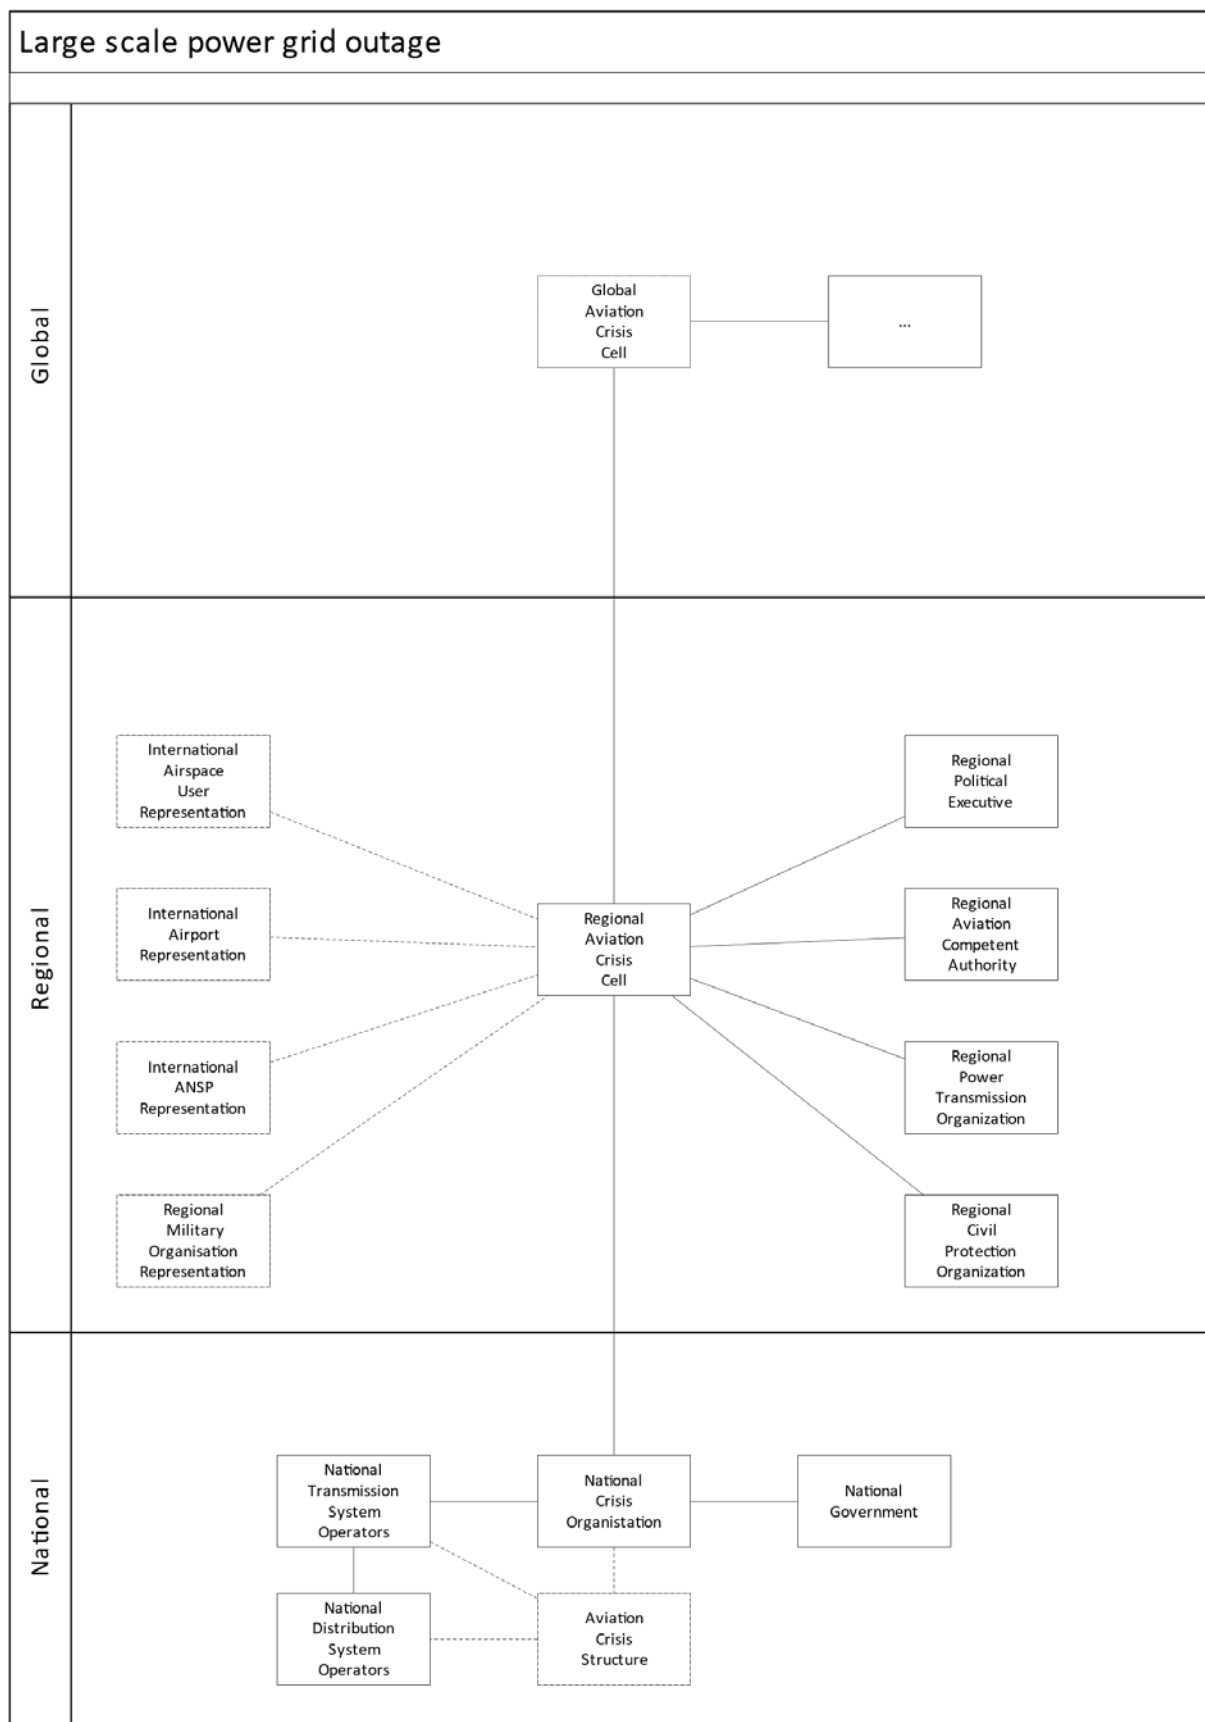 Large scale power grid outage
Global
Global
Aviation
Crisis
Cell
...
Regional
International
Airspace
User
Representation
Regional
Political
Executive
International
Airport
Representation
Regional
Aviation
Crisis
Cell
Regional
Aviation
Competent
Authority
International
ANSP
Representation
Regional
Power
Transmission
Organization
Regional
Military
Organisation
Representation
Regional
Civil
Protection
Organization
National
National
Transmission
System
Operators
National
Crisis
Organistation
National
Government
National
Distribution
System
Operators
Aviation
Crisis
Structure